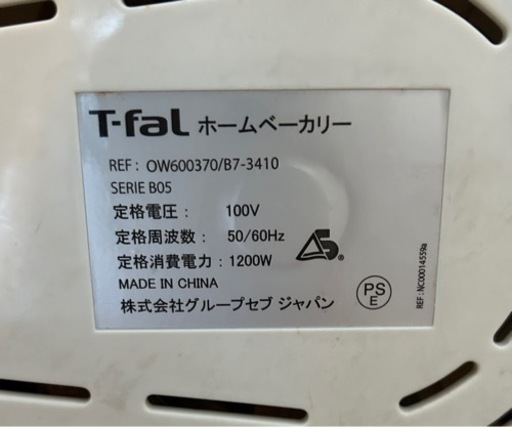 T-fal ホームベーカリー
REF: OW600370/B7-3410
SERIE B05
定格電圧: 100V
定格周波数: 50/60Hz
定格消費電力: 1200W
MADE IN CHINA
株式会社グループセブ ジャパン
PS
E
REF: NC00014559a